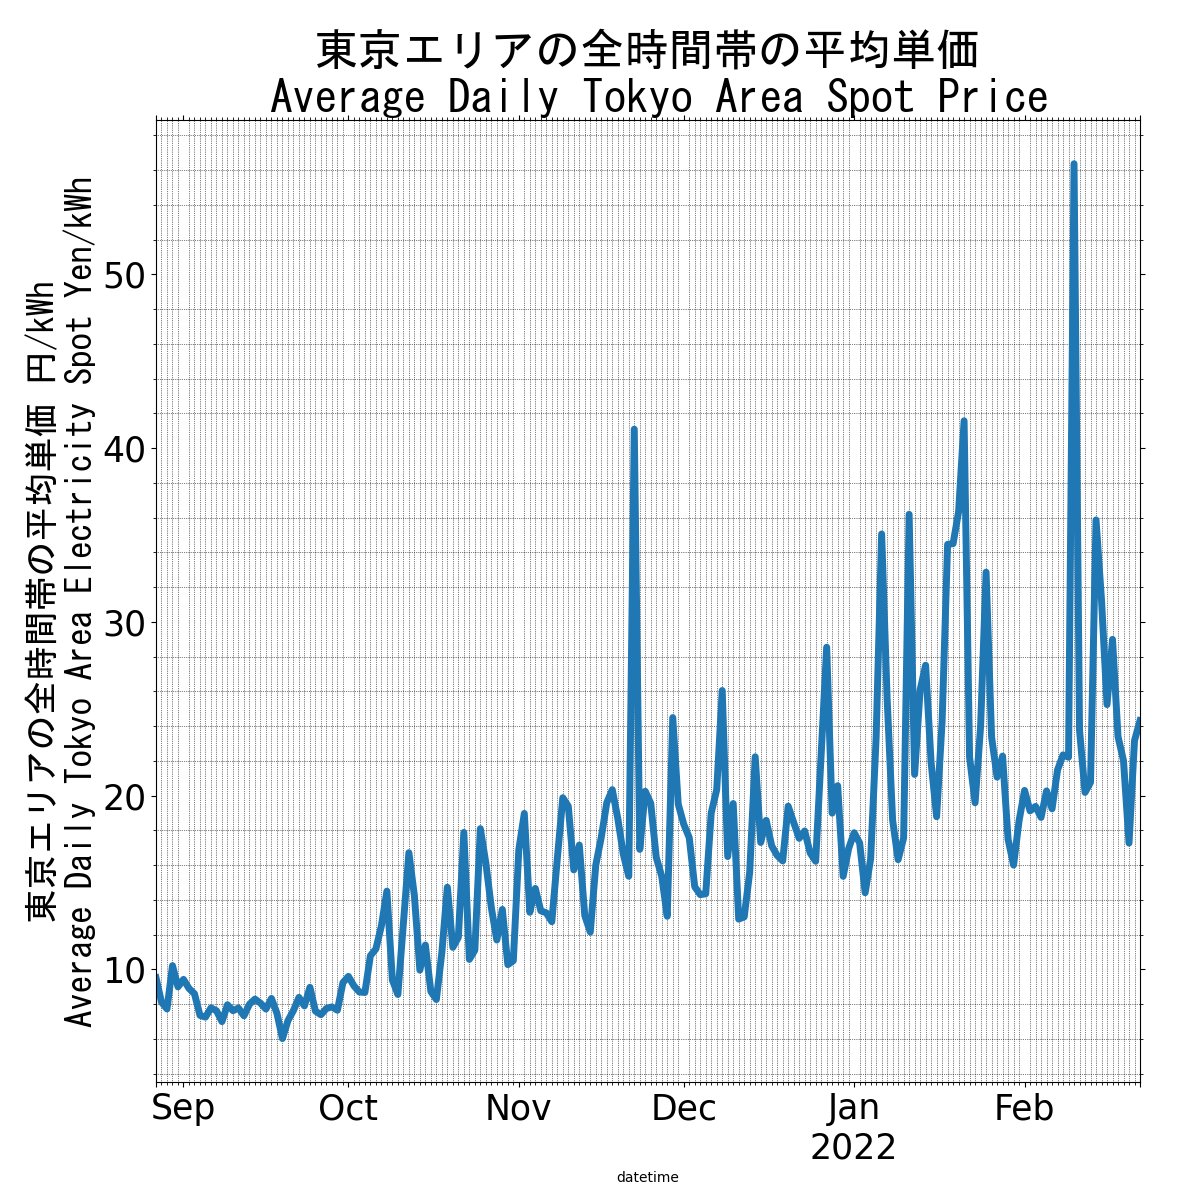 東京エリアの全時間帯の平均単価
Average Daily Tokyo Area Spot Price
東京エリアの全時間帯の平均単価 円/kWh
Average Daily Tokyo Area Electricity Spot Yen/kWh
50
40
30
20
10
Sep Oct Nov Dec Jan Feb
2022
datetime